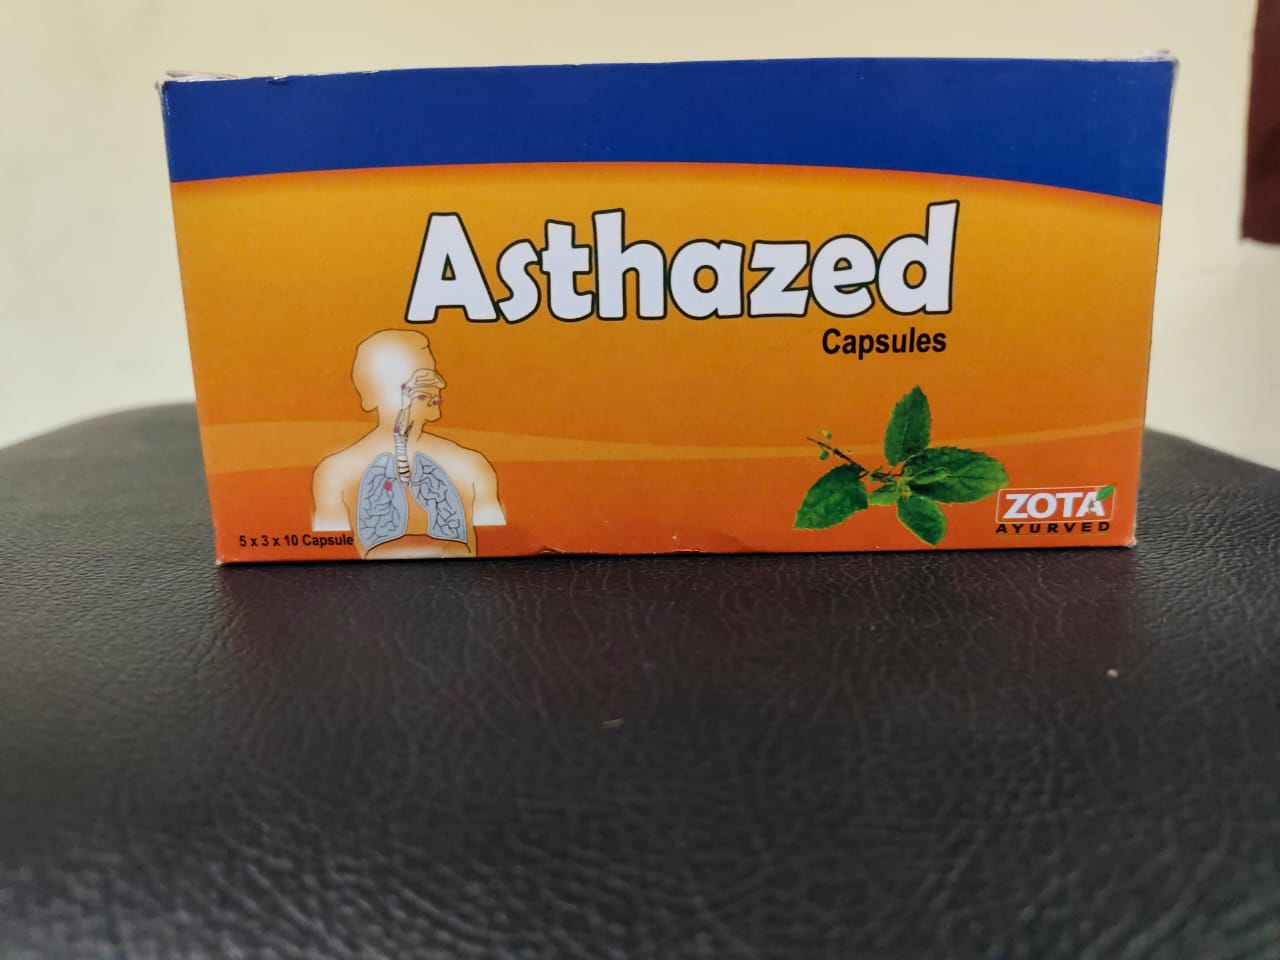 Asthazed
Capsules
5 x 3 x 10 Capsule
ZOTA
AYURVED